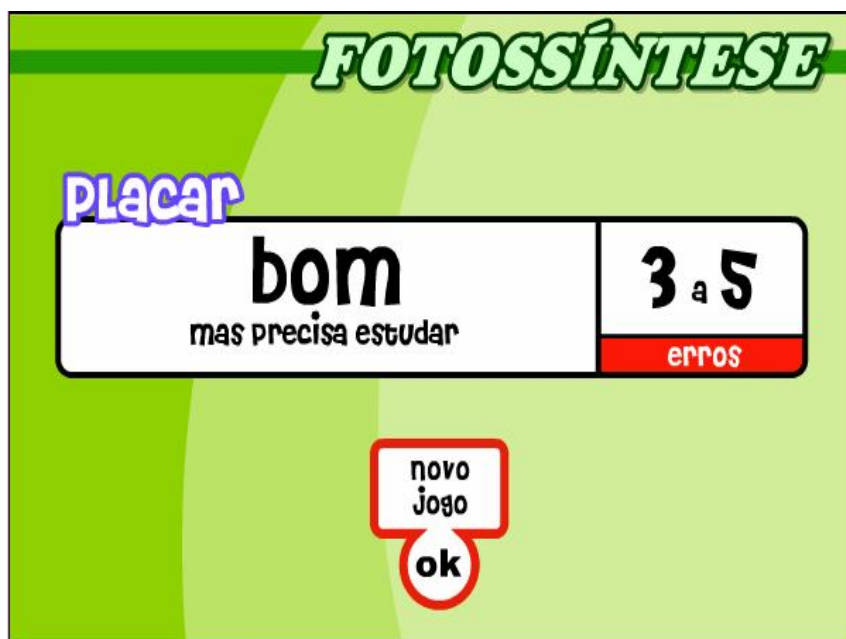 FOTOSSÍNTESE
PLacar
bom
mas precisa estudar
3 a 5
erros
novo
jogo
ok